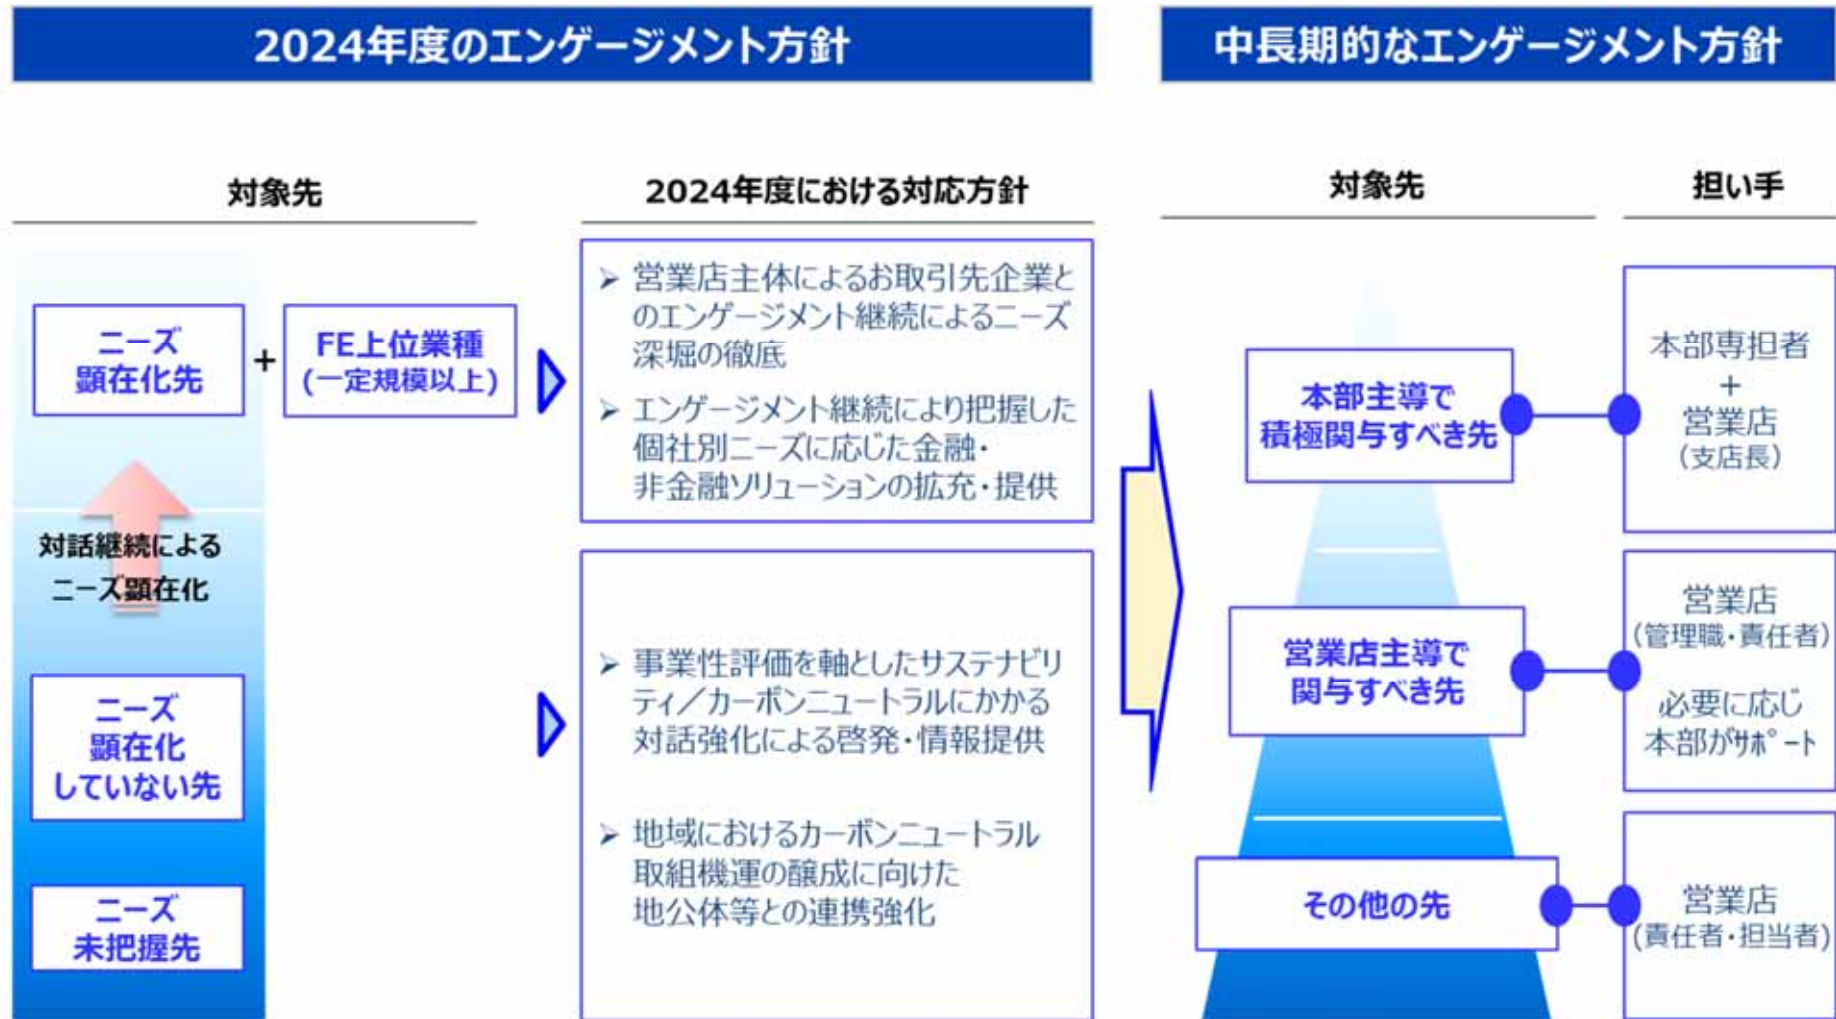 2024年度のエンゲージメント方針
対象先
2024年度における対応方針
ニーズ
顕在化先
+
FE上位業種
(一定規模以上)
➢ 営業店主体によるお取引先企業と
のエンゲージメント継続によるニーズ
深堀の徹底
➢ エンゲージメント継続により把握した
個社別ニーズに応じた金融・
非金融ソリューションの拡充・提供
対話継続による
ニーズ顕在化
ニーズ
顕在化
していない先
ニーズ
未把握先
➢ 事業性評価を軸としたサステナビリ
ティ/カーボンニュートラルにかかる
対話強化による啓発・情報提供
➢ 地域におけるカーボンニュートラル
取組機運の醸成に向けた
地公体等との連携強化
中長期的なエンゲージメント方針
対象先
担い手
本部主導で
積極関与すべき先
本部専担者
+
営業店
(支店長)
営業店主導で
関与すべき先
営業店
(管理職・責任者)
必要に応じ
本部がｻﾎﾟｰﾄ
その他の先
営業店
(責任者・担当者)